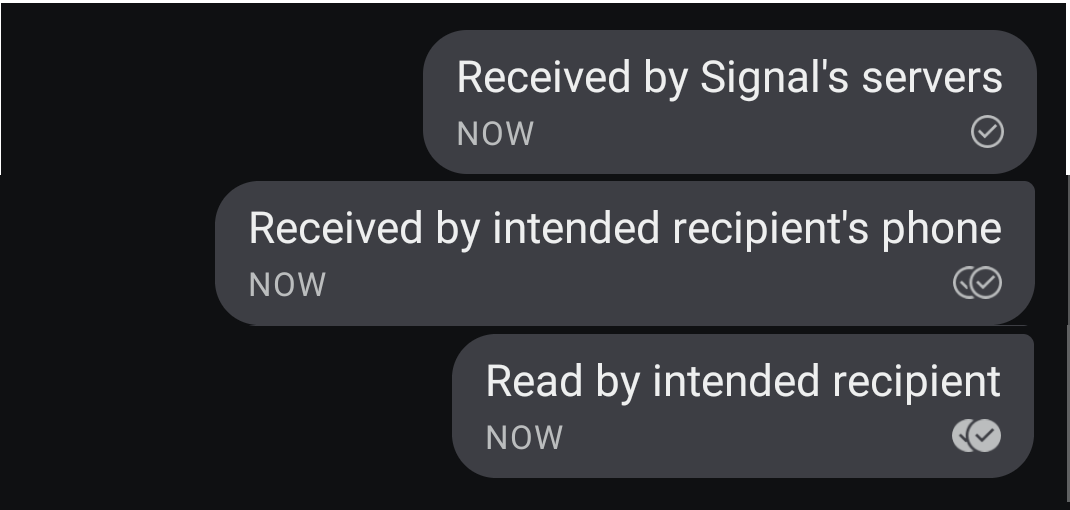 Received by Signal's servers
NOW
Received by intended recipient's phone
NOW
Read by intended recipient
NOW